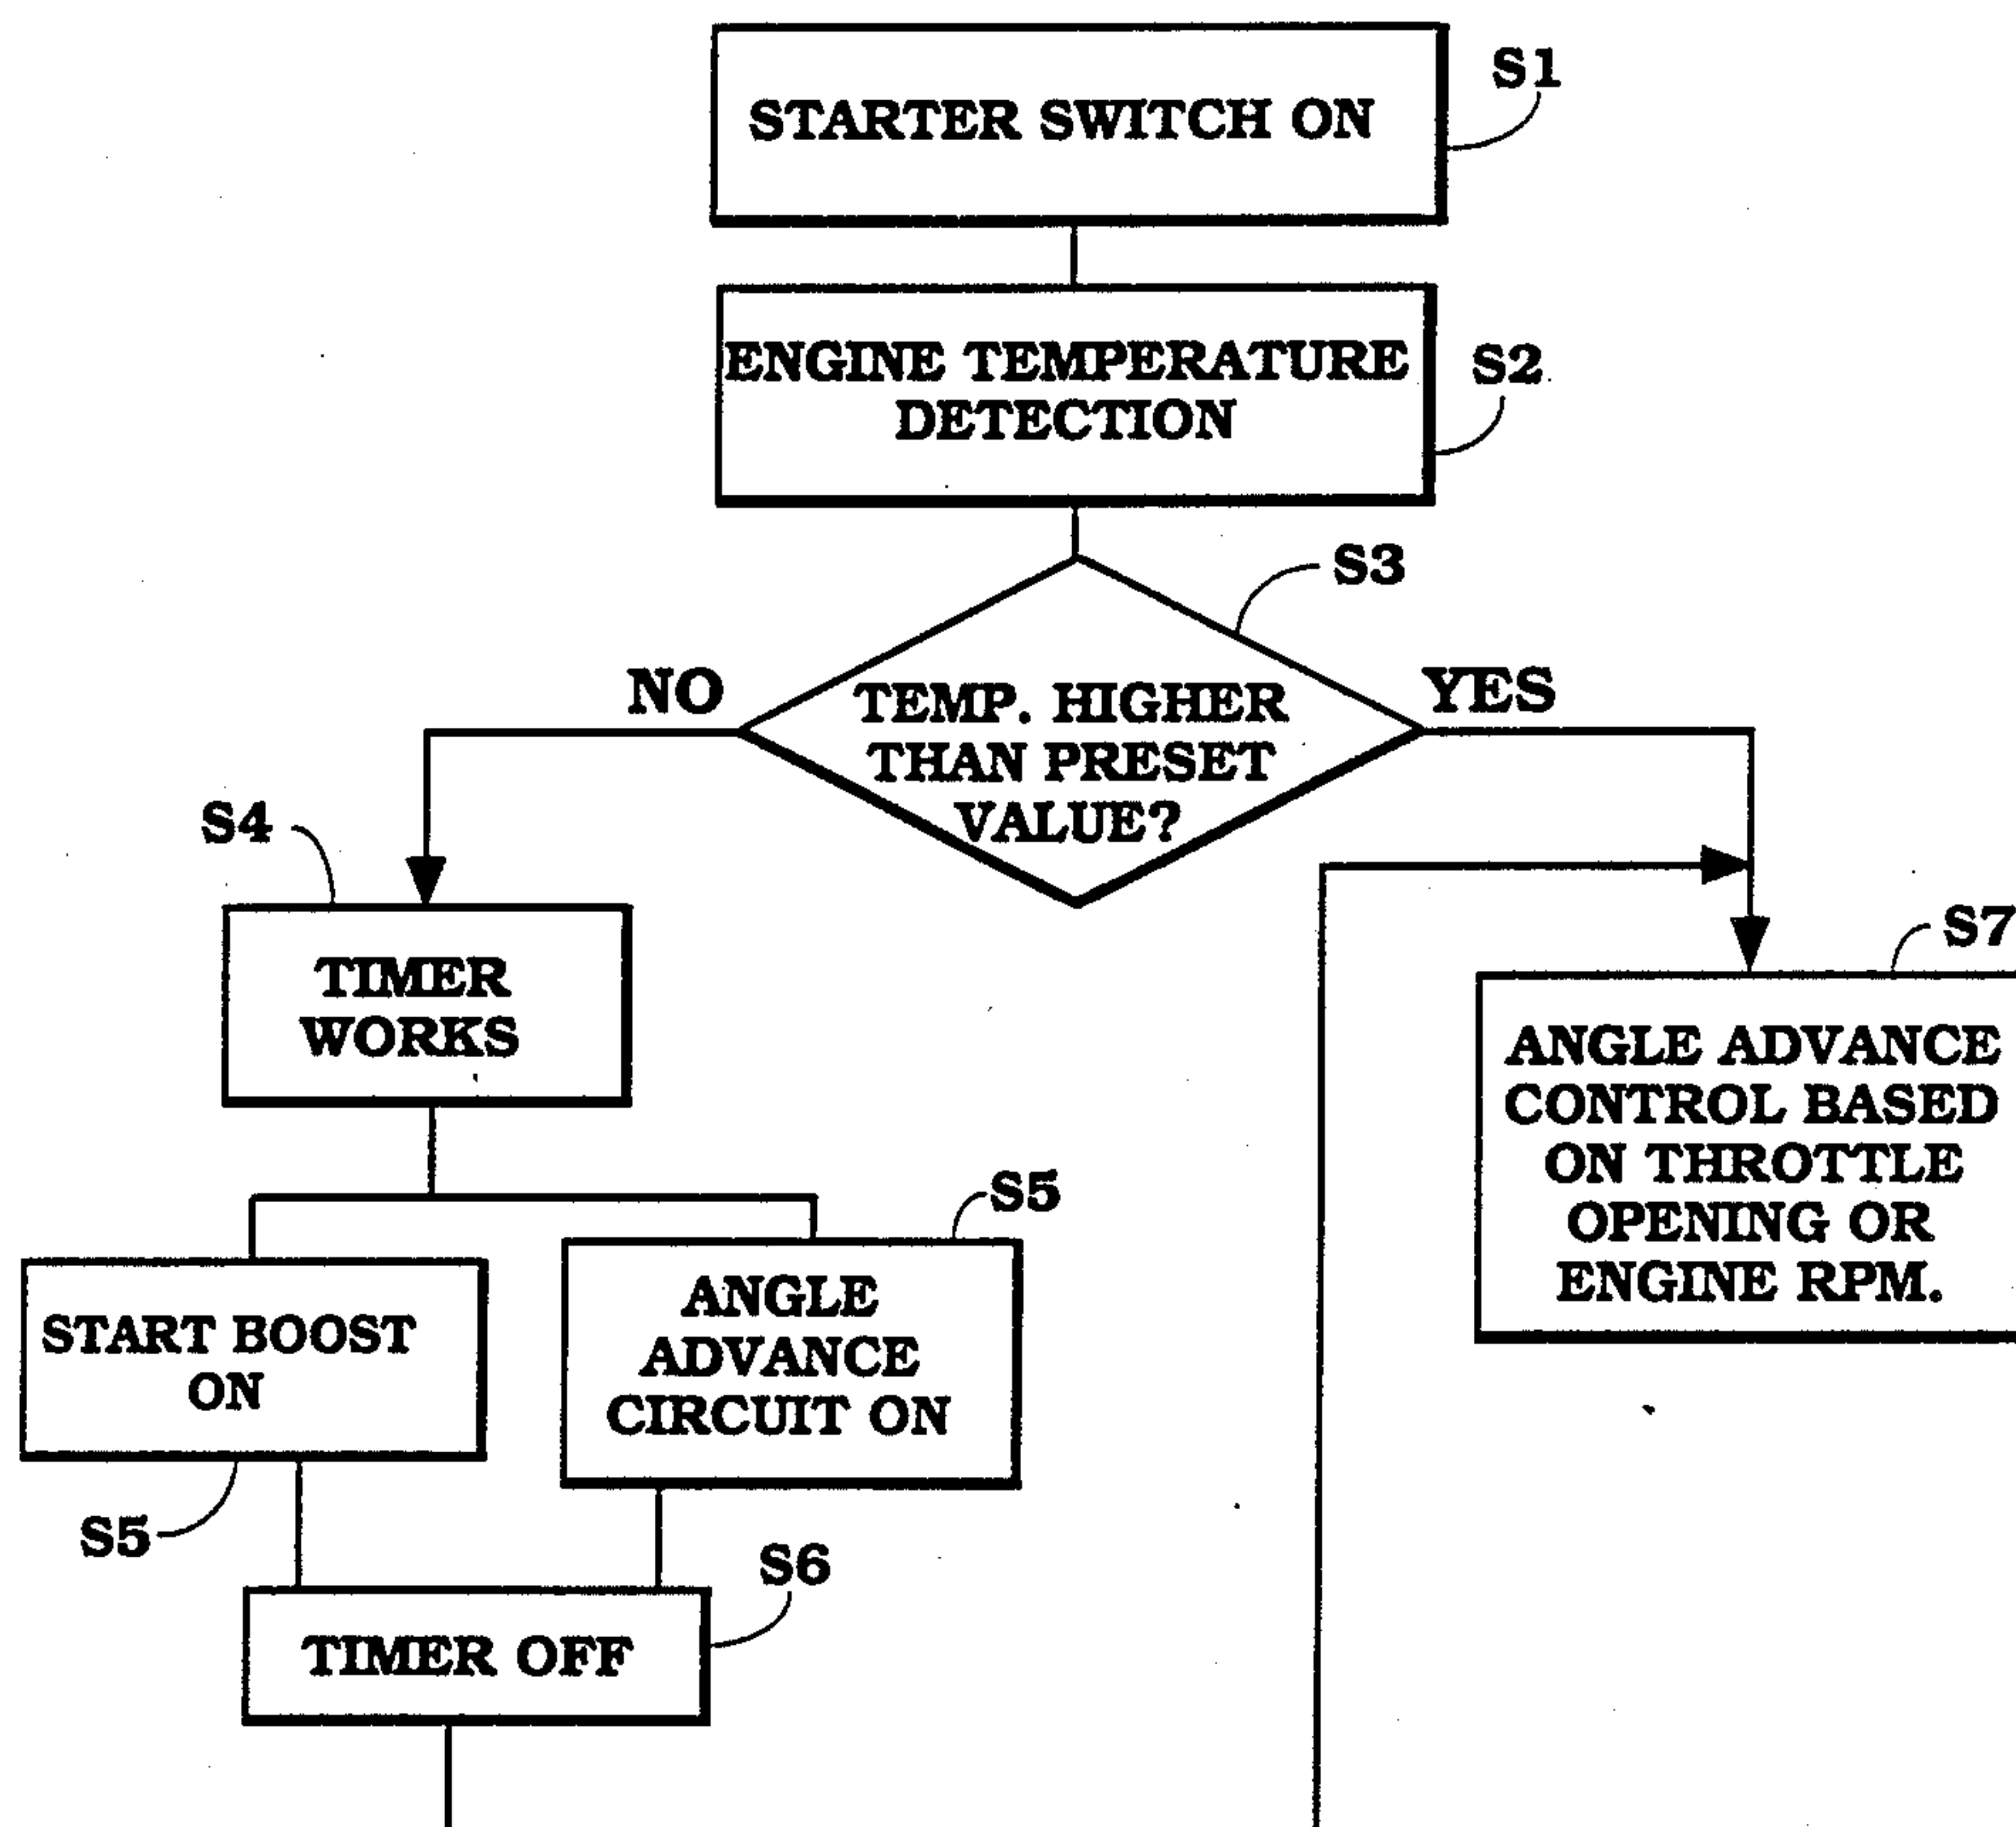 STARTER SWITCH ON
S1
ENGINE TEMPERATURE
DETECTION
S2
S3
NO
YES
TEMP. HIGHER
THAN PRESET
VALUE?
S4
TIMER
WORKS
S7
ANGLE ADVANCE
CONTROL BASED
ON THROTTLE
OPENING OR
ENGINE RPM.
START BOOST
ON
S5
S5
ANGLE
ADVANCE
CIRCUIT ON
S6
TIMER OFF